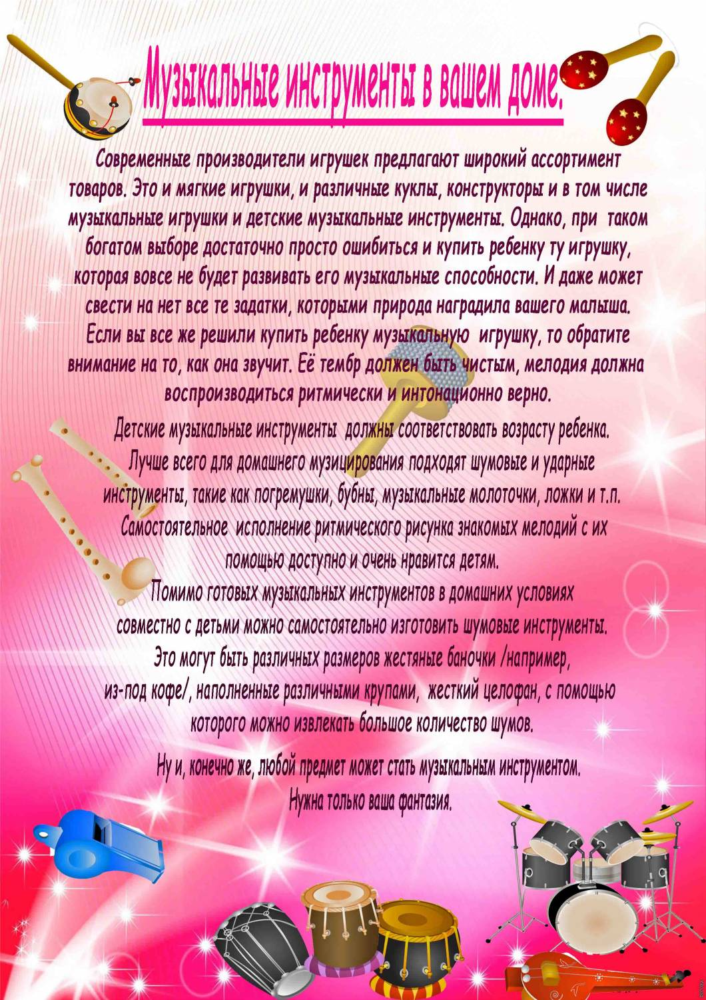 Музыкальные инструменты в вашем доме.
Современные производители игрушек предлагают широкий ассортимент
товаров. Это и мягкие игрушки, и различные куклы, конструкторы и в том числе
музыкальные игрушки и детские музыкальные инструменты. Однако, при таком
богатом выборе достаточно просто ошибиться и купить ребенку ту игрушку,
которая вовсе не будет развивать его музыкальные способности. И даже может
свести на нет все те задатки, которыми природа наградила вашего малыша.
Если вы все же решили купить ребенку музыкальную игрушку, то обратите
внимание на то, как она звучит. Её тембр должен быть чистым, мелодия должна
воспроизводиться ритмически и интонационно верно.
Детские музыкальные инструменты должны соответствовать возрасту ребенка.
Лучше всего для домашнего музицирования подходят шумовые и ударные
инструменты, такие как погремушки, бубны, музыкальные молоточки, ложки и т.п.
Самостоятельное исполнение ритмического рисунка знакомых мелодий с их
помощью доступно и очень нравится детям.
Помимо готовых музыкальных инструментов в домашних условиях
совместно с детьми можно самостоятельно изготовить шумовые инструменты.
Это могут быть различных размеров жестяные баночки /например,
из-под кофе/, наполненные различными крупами, жесткий целофан, с помощью
которого можно извлекать большое количество шумов.
Ну и, конечно же, любой предмет может стать музыкальным инструментом.
Нужна только ваша фантазия.